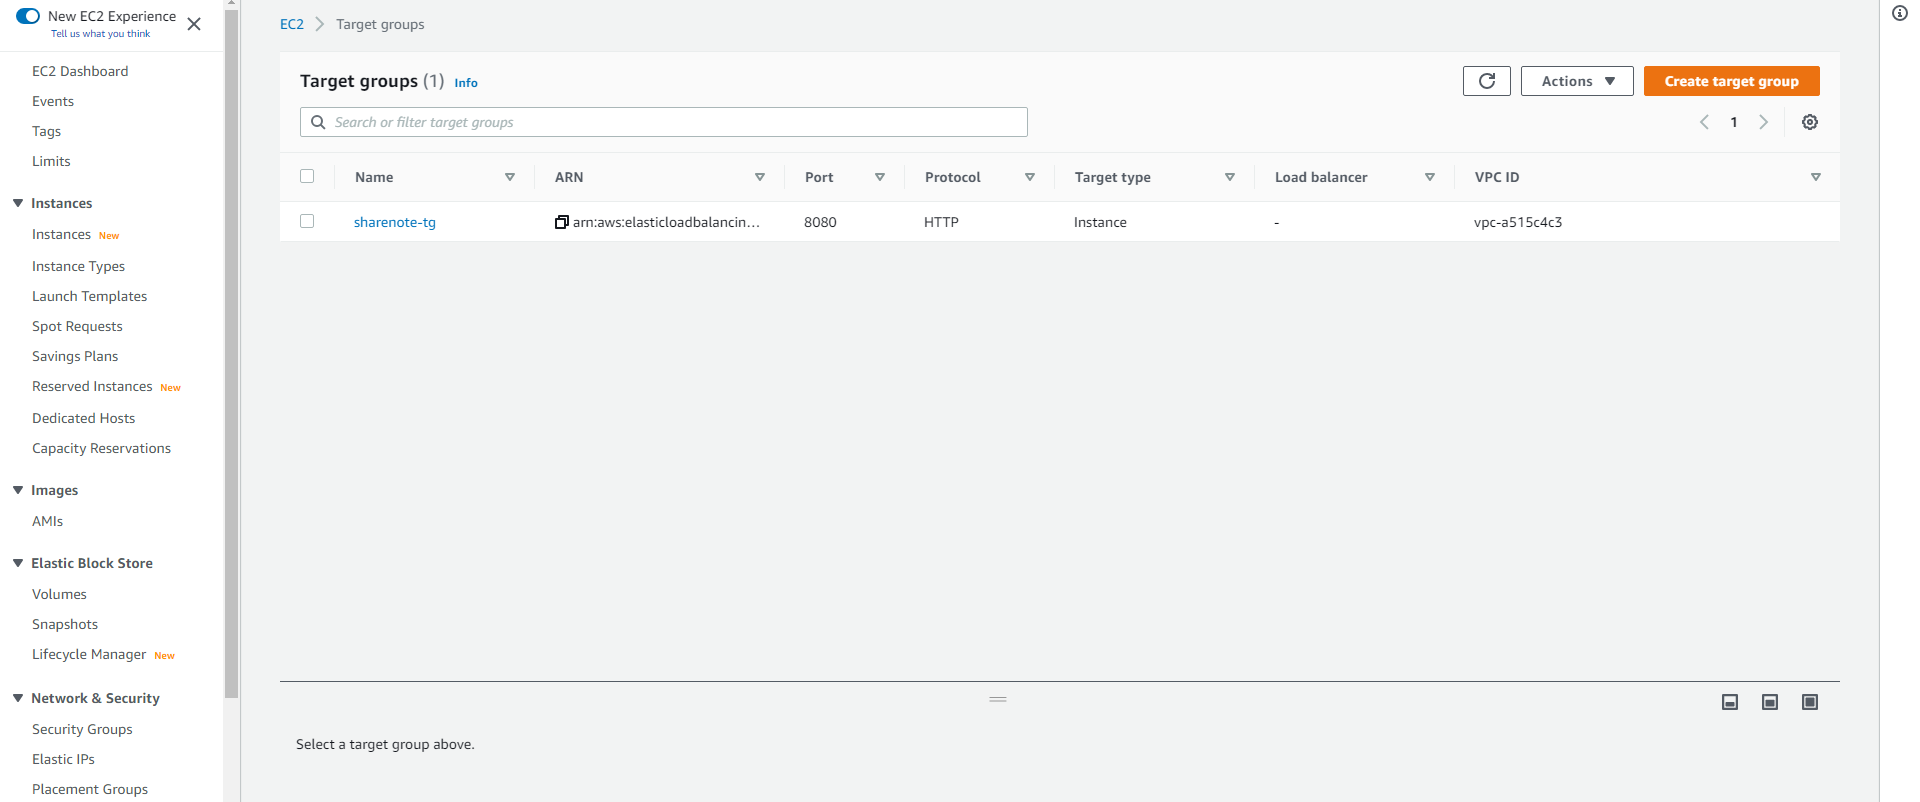 New EC2 Experience
Tell us what you think
EC2 Dashboard
Events
Tags
Limits
Instances
Instances New
Instance Types
Launch Templates
Spot Requests
Savings Plans
Reserved Instances New
Dedicated Hosts
Capacity Reservations
Images
AMIs
Elastic Block Store
Volumes
Snapshots
Lifecycle Manager New
Network & Security
Security Groups
Elastic IPs
Placement Groups
EC2 Target groups
Target groups (1) Info
Actions
Create target group
Search or filter target groups
1
Name ARN Port Protocol Target type Load balancer VPC ID
sharenote-tg arn:aws:elasticloadbalancin… 8080 HTTP Instance - vpc-a515c4c3
Select a target group above.